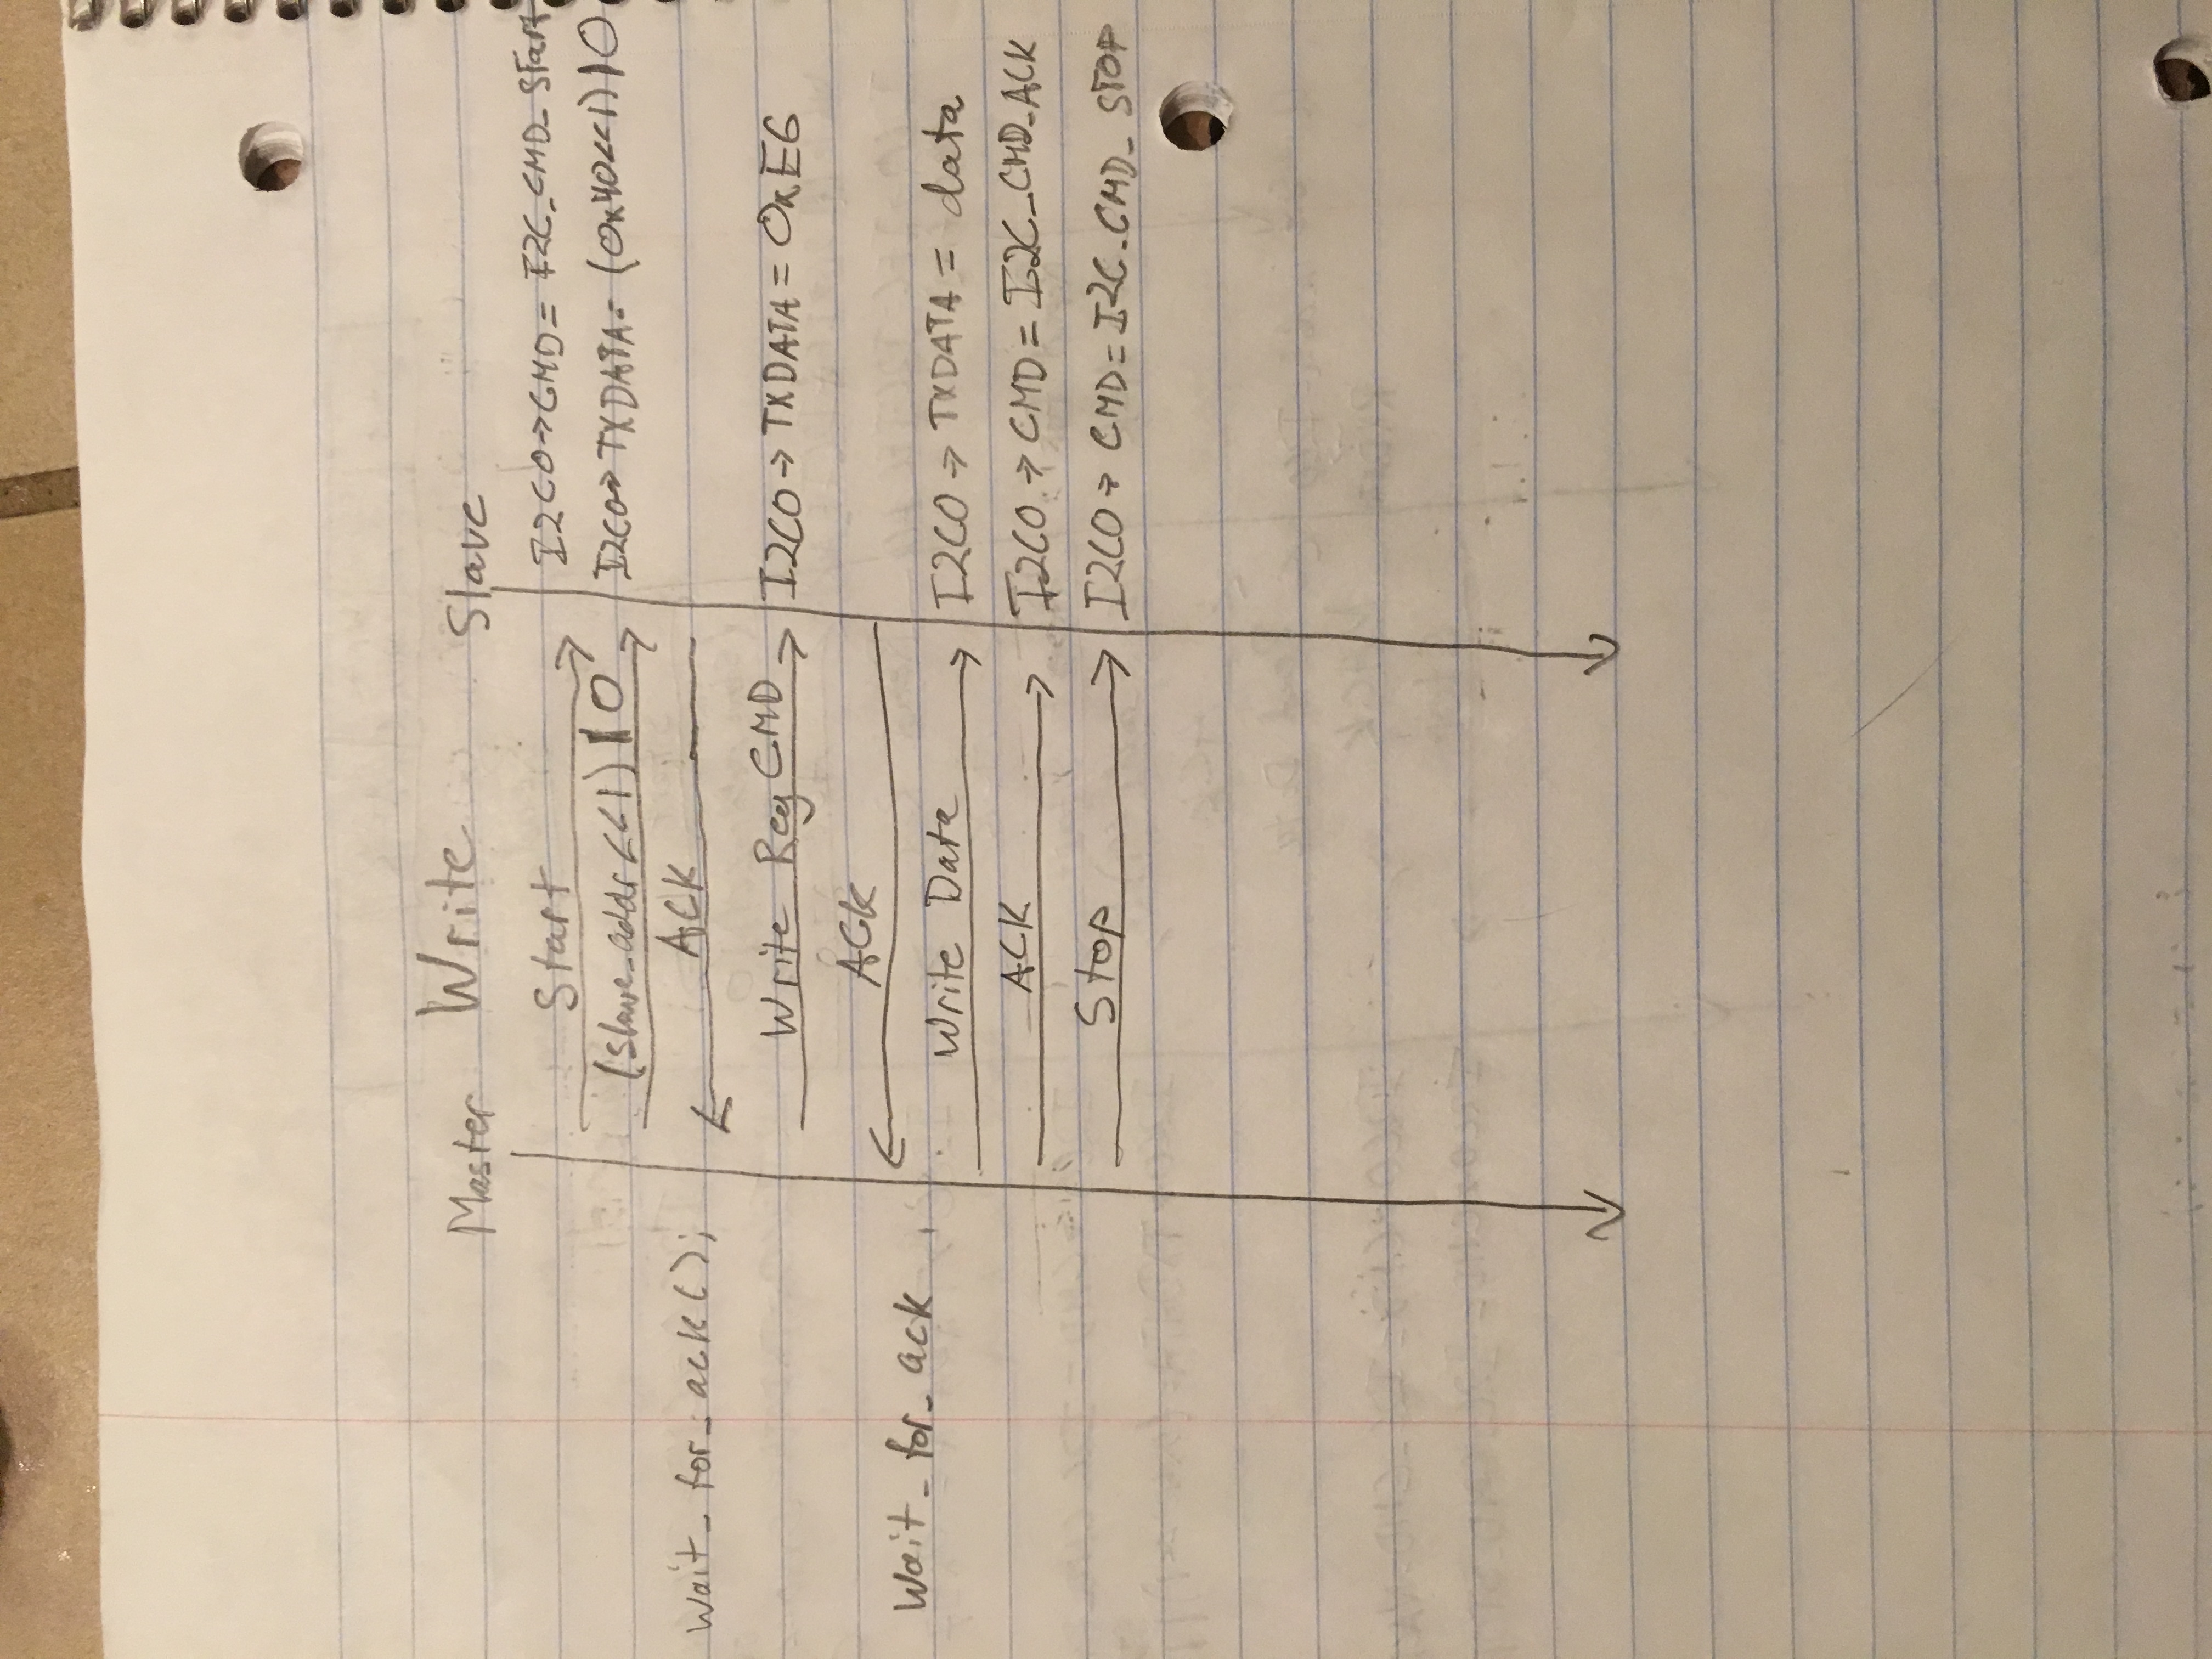 Master Write Slave
Start I2C0→CMD= I2C_CMD_Start
(slave_addr<<1)|0 I2C0→TXDATA= (0x40<<1)|0
Wait_for_ack(); ACK
Write Reg CMD I2C0→TXDATA= 0xE6
ACK
Wait_for_ack
Write Data I2C0→TXDATA= data
ACK I2C0→CMD=I2C_CMD_ACK
Stop I2C0→CMD=I2C_CMD_STOP